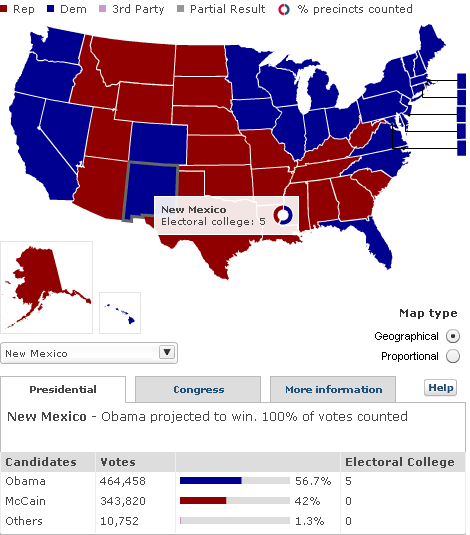 Rep Dem 3rd Party Partial Result % precincts counted
New Mexico
Electoral college: 5
Map type
Geographical
Proportional
New Mexico
Presidential Congress More information Help
New Mexico - Obama projected to win. 100% of votes counted
Candidates Votes Electoral College
Obama 464,458 56.7% 5
McCain 343,820 42% 0
Others 10,752 1.3% 0